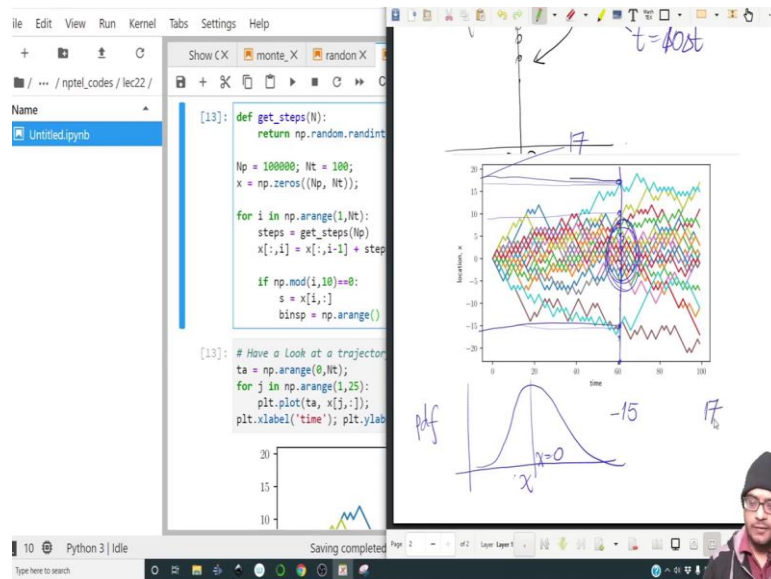 ile Edit View Run Kernel Tabs Settings Help
Show C X monte_ X randon X
/ ··· / nptel_codes / lec22 /
Name
Untitled.ipynb
[13]: def get_steps(N):
return np.random.randint
Np = 100000; Nt = 100;
x = np.zeros((Np, Nt));
for i in np.arange(1,Nt):
steps = get_steps(Np)
x[:,i] = x[:,i-1] + step
if np.mod(i,10)==0:
s = x[i,:]
binsp = np.arange()
[13]: # Have a look at a trajector
ta = np.arange(0,Nt);
for j in np.arange(1,25):
plt.plot(ta, x[j,:]);
plt.xlabel('time'); plt.ylab
20
15
10
10 Python 3 | Idle Saving completed
t=40Δt
17
20
15
10
5
0
−5
−10
−15
−20
location, x
0 20 40 60 80 100
time
pdf
x=0
x
-15
17
Page 2 of 2 Layer Layer 1
Type here to search